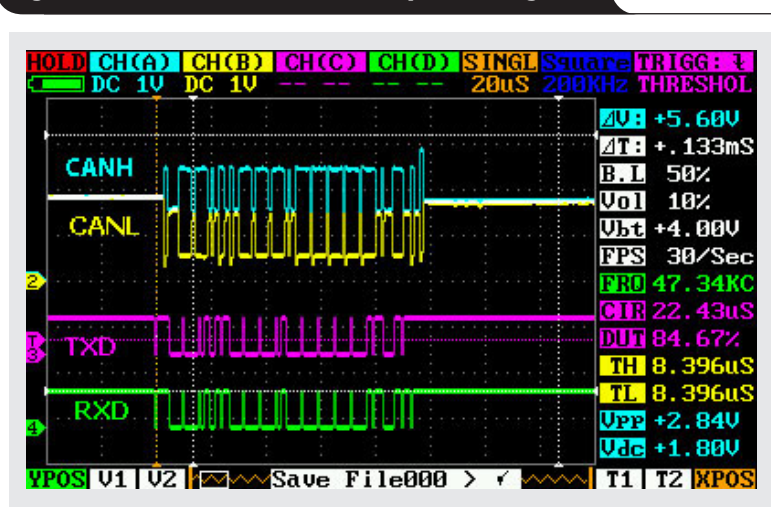 HOLD CH(A) CH(B) CH(C) CH(D) SINGL Square TRIGG:
DC 1V DC 1V -- -- -- -- 20uS 200KHz THRESHOL
ΔV: +5.60V
ΔT: +.133mS
CANH
B.L 50%
Vol 10%
CANL
Vbt +4.00V
FPS 30/Sec
2
FRQ 47.34KC
CIR 22.43uS
T
3
TXD
DUT 84.67%
TH 8.396uS
TL 8.396uS
RXD
4
Vpp +2.84V
Vdc +1.80V
YPOS V1 V2 Save File000 > ✓ T1 T2 XPOS